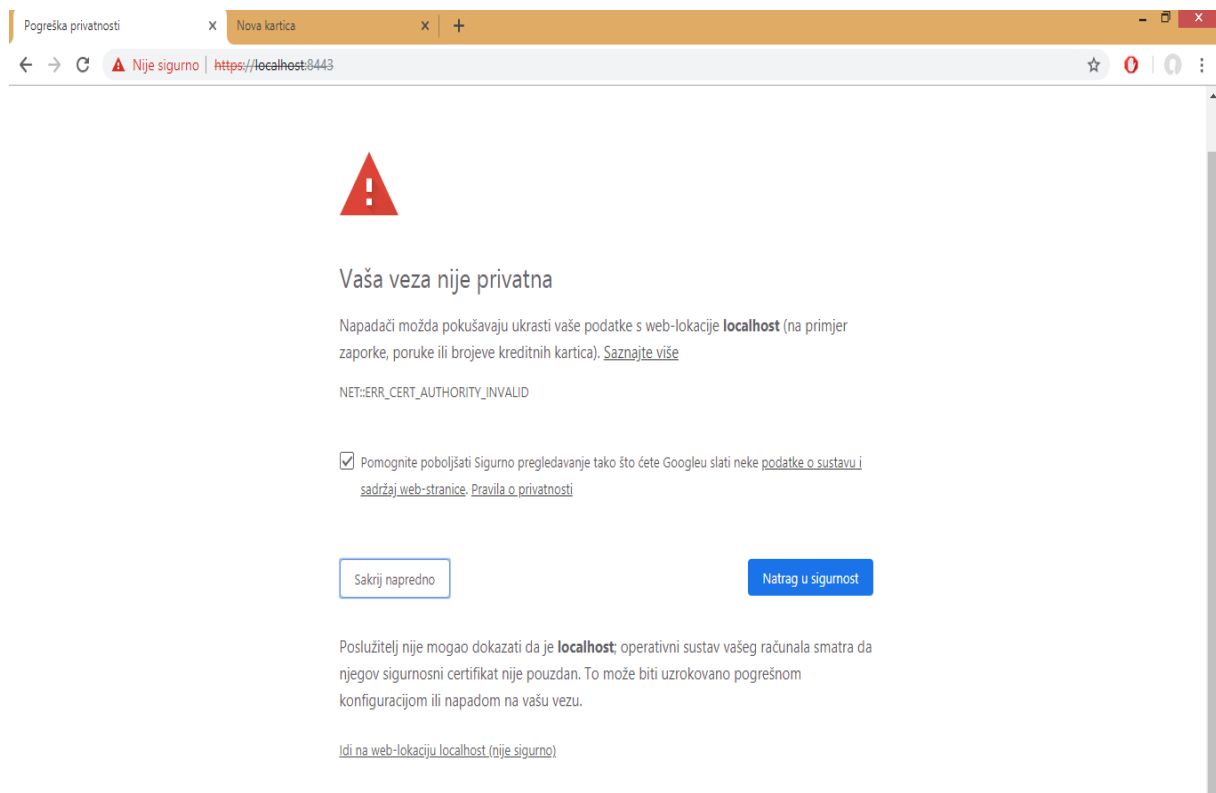 Pogreška privatnosti
Nova kartica
Nije sigurno | https://localhost:8443
Vaša veza nije privatna
Napadači možda pokušavaju ukrasti vaše podatke s web-lokacije localhost (na primjer
zaporke, poruke ili brojeve kreditnih kartica). Saznajte više
NET::ERR_CERT_AUTHORITY_INVALID
Pomognite poboljšati Sigurno pregledavanje tako što ćete Googleu slati neke podatke o sustavu i
sadržaj web-stranice. Pravila o privatnosti
Sakrij napredno
Natrag u sigurnost
Poslužitelj nije mogao dokazati da je localhost; operativni sustav vašeg računala smatra da
njegov sigurnosni certifikat nije pouzdan. To može biti uzrokovano pogrešnom
konfiguracijom ili napadom na vašu vezu.
Idi na web-lokaciju localhost (nije sigurno)